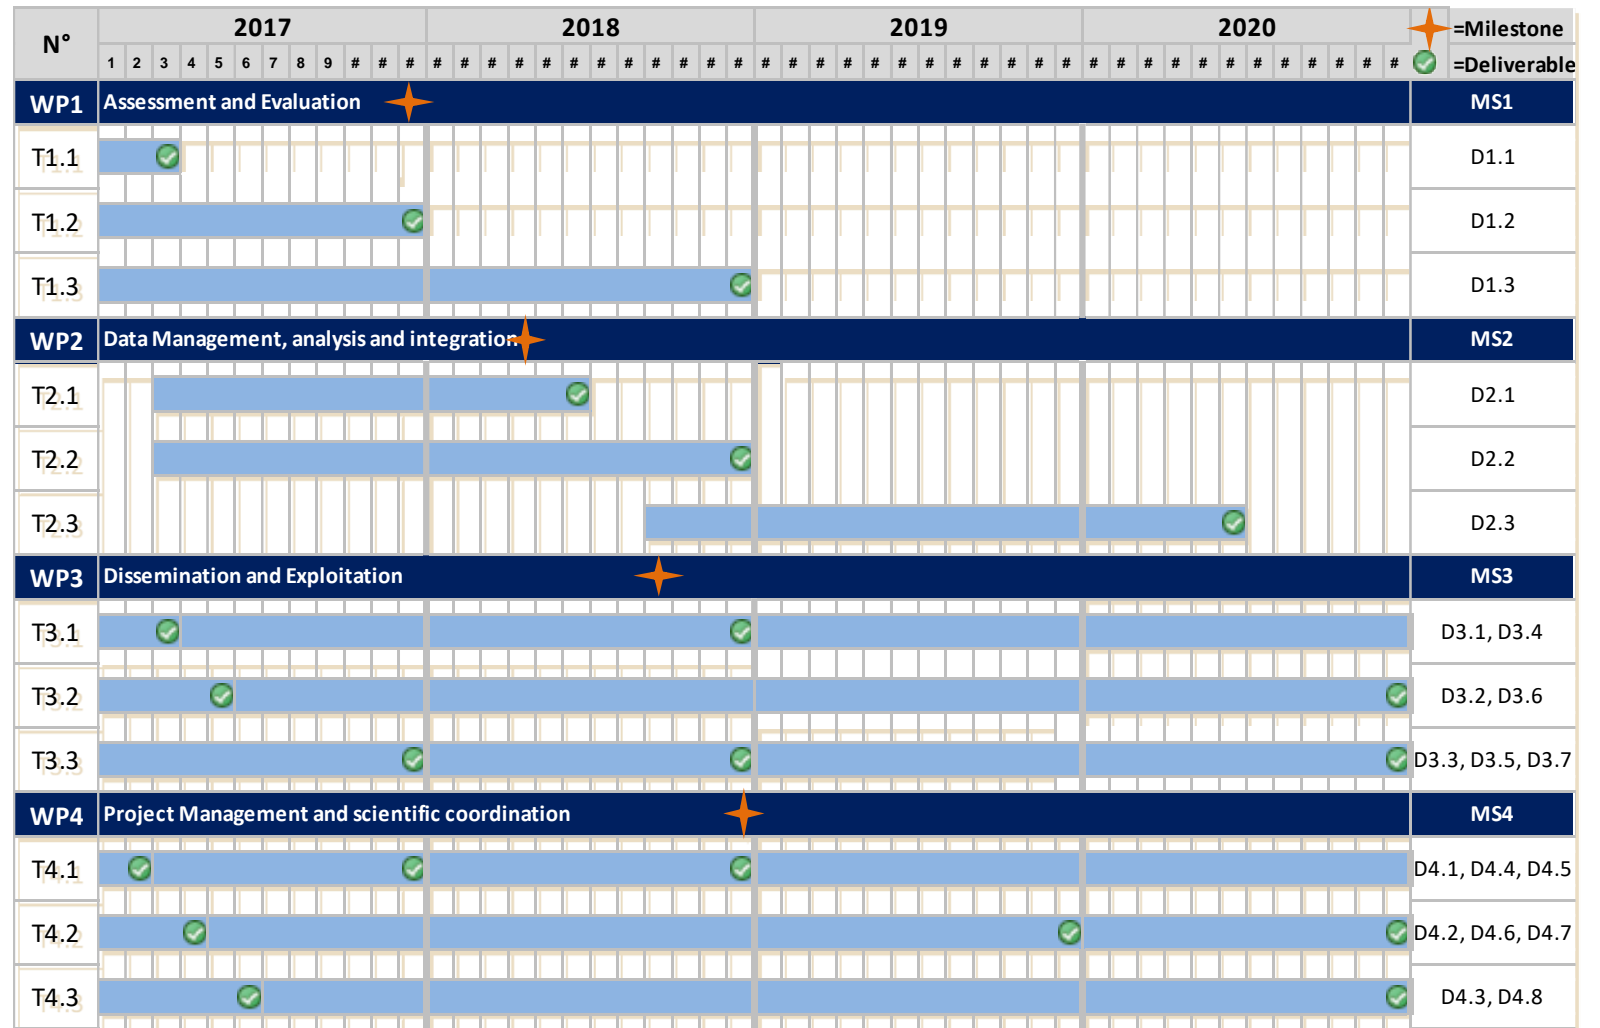 N° 2017 2018 2019 2020 =Milestone
1 2 3 4 5 6 7 8 9 # # # # # # # # # # # # # # # # # # # # # # # # # # # # # # # # # # # # # # # =Deliverable
WP1 Assessment and Evaluation MS1
T1.1 D1.1
T1.2 D1.2
T1.3 D1.3
WP2 Data Management, analysis and integration MS2
T2.1 D2.1
T2.2 D2.2
T2.3 D2.3
WP3 Dissemination and Exploitation MS3
T3.1 D3.1, D3.4
T3.2 D3.2, D3.6
T3.3 D3.3, D3.5, D3.7
WP4 Project Management and scientific coordination MS4
T4.1 D4.1, D4.4, D4.5
T4.2 D4.2, D4.6, D4.7
T4.3 D4.3, D4.8